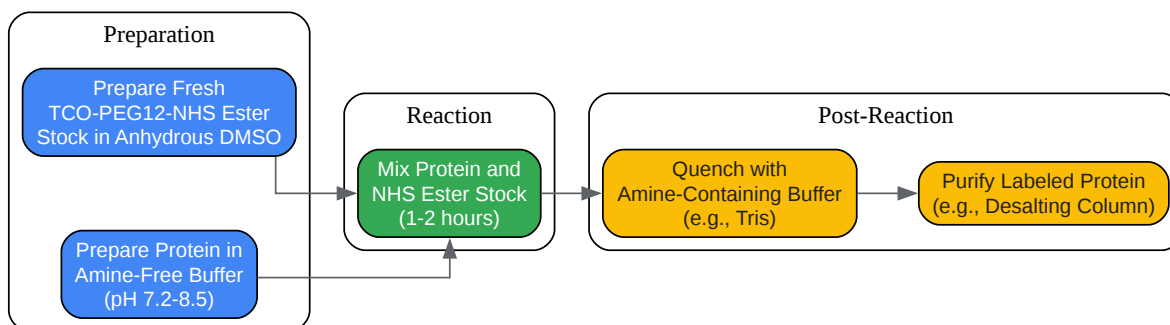 Preparation
Prepare Fresh
TCO-PEG12-NHS Ester
Stock in Anhydrous DMSO
Prepare Protein in
Amine-Free Buffer
(pH 7.2-8.5)
Reaction
Mix Protein and
NHS Ester Stock
(1-2 hours)
Post-Reaction
Quench with
Amine-Containing Buffer
(e.g., Tris)
Purify Labeled Protein
(e.g., Desalting Column)